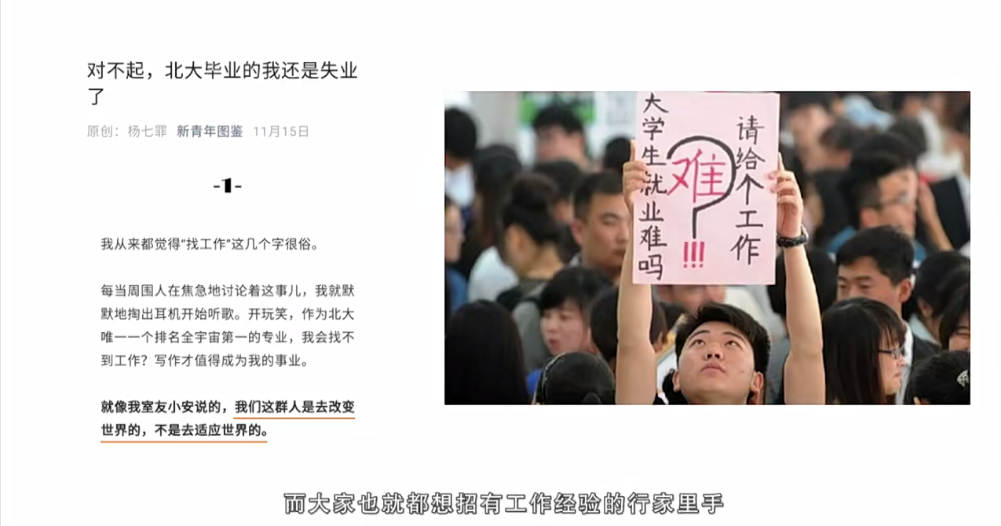 对不起，北大毕业的我还是失业
了
原创：杨七罪 新青年图鉴 11月15日
-1-
我从来都觉得“找工作”这几个字很俗。
每当周围人在焦急地讨论着这事儿，我就默
默地掏出耳机开始听歌。开玩笑，作为北大
唯一一个排名全宇宙第一的专业，我会找不
到工作？写作才值得成为我的事业。
就像我室友小安说的，我们这群人是去改变
世界的，不是去适应世界的。
大学生就业难吗
难
?
!!!
请给个工作
而大家也就都想招有工作经验的行家里手